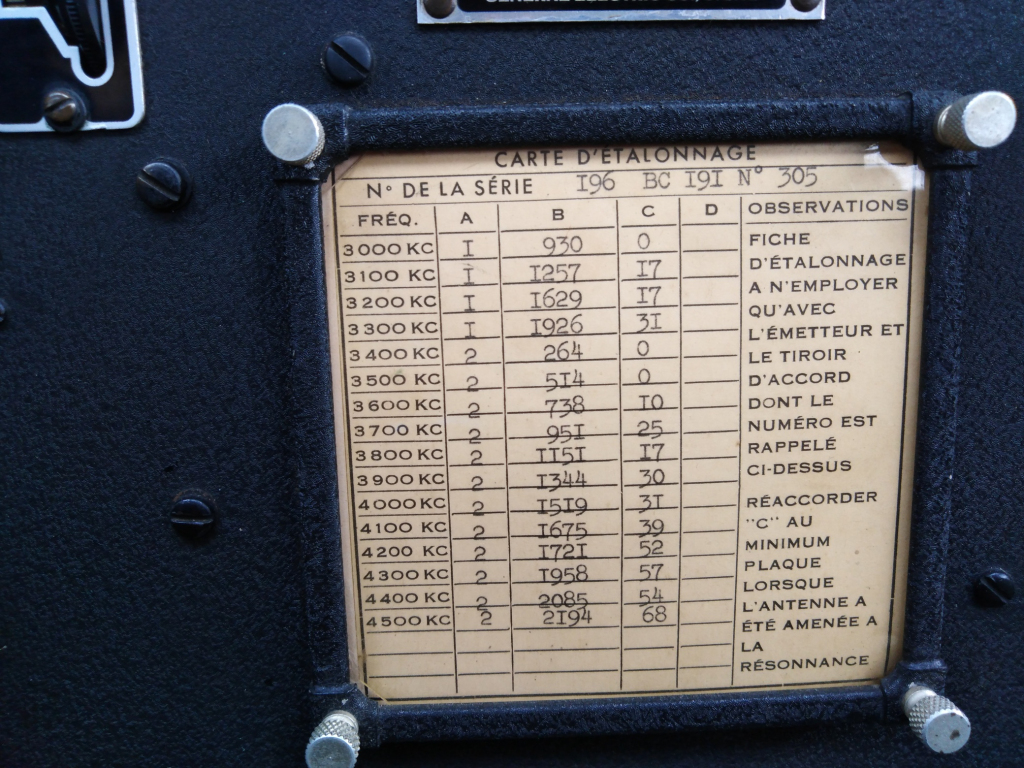 GENERAL ELECTRIC CO.,
CARTE D'ÉTALONNAGE
N° DE LA SÉRIE I96 BC I9I N° 305
FRÉQ. A B C D OBSERVATIONS
3000 KC I 930 0 FICHE
3100 KC I I257 I7 D'ÉTALONNAGE
3200 KC I I629 I7 A N'EMPLOYER
3300 KC I I926 3I QU'AVEC
3400 KC 2 264 0 L'ÉMETTEUR ET
3500 KC 2 5I4 0 LE TIROIR
3600 KC 2 738 I0 D'ACCORD
3700 KC 2 95I 25 DONT LE
3800 KC 2 II5I I7 NUMÉRO EST
3900 KC 2 I344 30 RAPPELÉ
4000 KC 2 I5I9 3I CI-DESSUS
4100 KC 2 I675 39 RÉACCORDER
4200 KC 2 I72I 52 "C" AU
4300 KC 2 I958 57 MINIMUM
4400 KC 2 2085 54 PLAQUE
4500 KC 2 2I94 68 LORSQUE
L'ANTENNE A
ÉTÉ AMENÉE A
LA
RÉSONNANCE